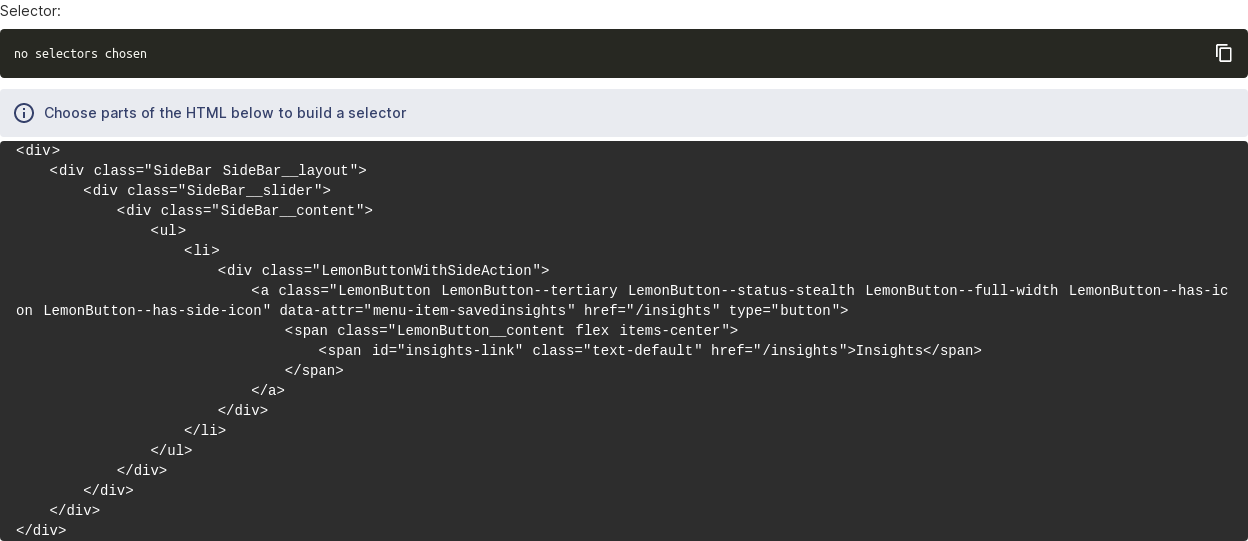 Selector:
no selectors chosen
Choose parts of the HTML below to build a selector
<div>
<div class="SideBar SideBar__layout">
<div class="SideBar__slider">
<div class="SideBar__content">
<ul>
<li>
<div class="LemonButtonWithSideAction">
<a class="LemonButton LemonButton--tertiary LemonButton--status-stealth LemonButton--full-width LemonButton--has-ic
on LemonButton--has-side-icon" data-attr="menu-item-savedinsights" href="/insights" type="button">
<span class="LemonButton__content flex items-center">
<span id="insights-link" class="text-default" href="/insights">Insights</span>
</span>
</a>
</div>
</li>
</ul>
</div>
</div>
</div>
</div>